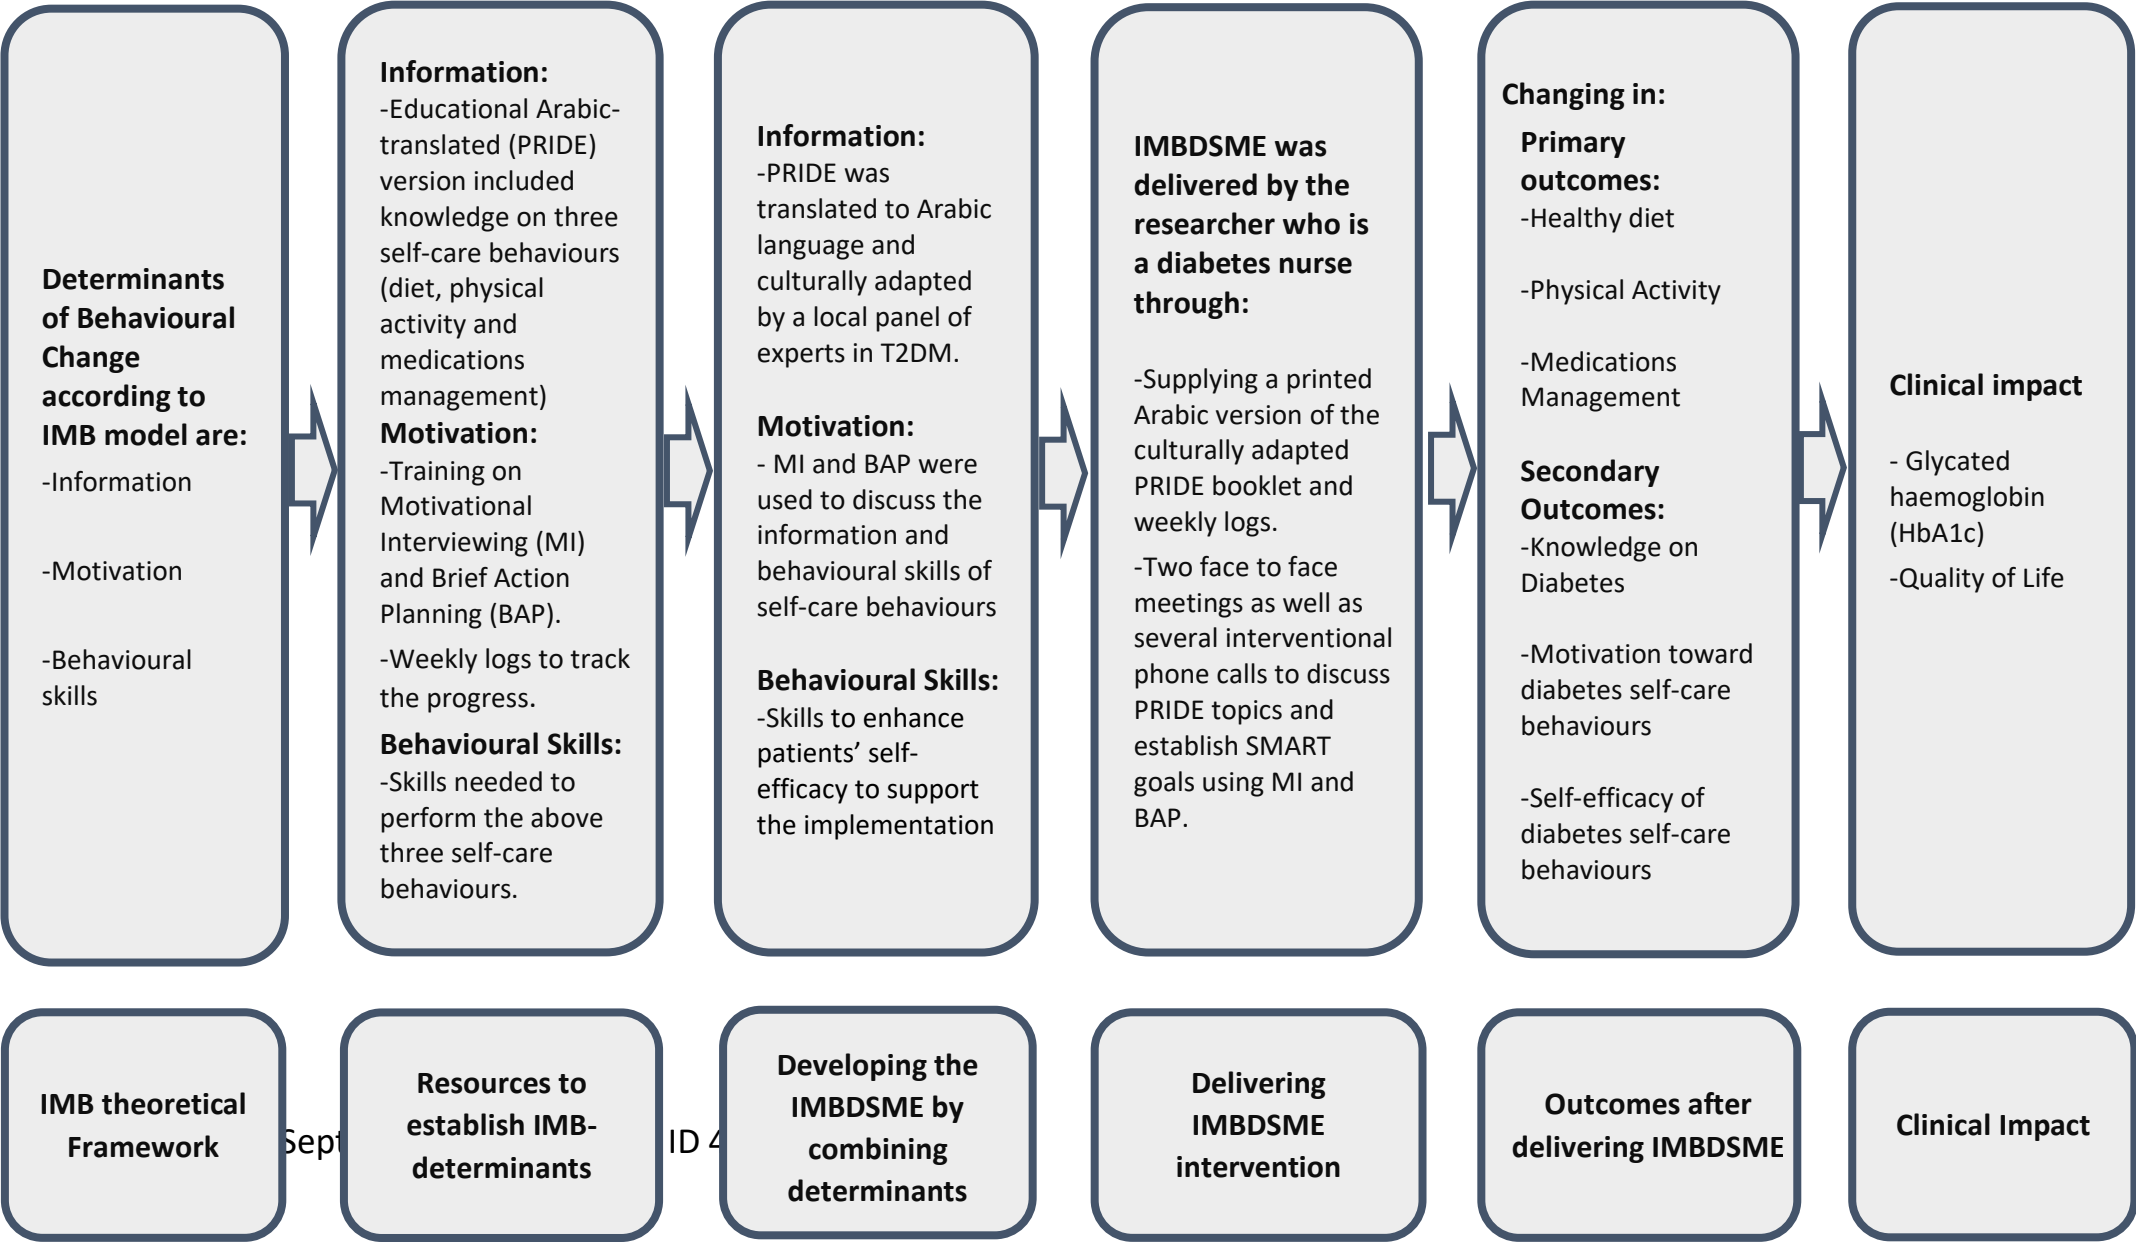 Determinants
of Behavioural
Change
according to
IMB model are:
-Information
-Motivation
-Behavioural
skills
Information:
-Educational Arabic-
translated (PRIDE)
version included
knowledge on three
self-care behaviours
(diet, physical
activity and
medications
management)
Motivation:
-Training on
Motivational
Interviewing (MI)
and Brief Action
Planning (BAP).
-Weekly logs to track
the progress.
Behavioural Skills:
-Skills needed to
perform the above
three self-care
behaviours.
Information:
-PRIDE was
translated to Arabic
language and
culturally adapted
by a local panel of
experts in T2DM.
Motivation:
- MI and BAP were
used to discuss the
information and
behavioural skills of
self-care behaviours
Behavioural Skills:
-Skills to enhance
patients’ self-
efficacy to support
the implementation
IMBDSME was
delivered by the
researcher who is
a diabetes nurse
through:
-Supplying a printed
Arabic version of the
culturally adapted
PRIDE booklet and
weekly logs.
-Two face to face
meetings as well as
several interventional
phone calls to discuss
PRIDE topics and
establish SMART
goals using MI and
BAP.
Changing in:
Primary
outcomes:
-Healthy diet
-Physical Activity
-Medications
Management
Secondary
Outcomes:
-Knowledge on
Diabetes
-Motivation toward
diabetes self-care
behaviours
-Self-efficacy of
diabetes self-care
behaviours
Clinical impact
- Glycated
haemoglobin
(HbA1c)
-Quality of Life
IMB theoretical
Framework
Sept
Resources to
establish IMB-
determinants
ID 4
Developing the
IMBDSME by
combining
determinants
Delivering
IMBDSME
intervention
Outcomes after
delivering IMBDSME
Clinical Impact